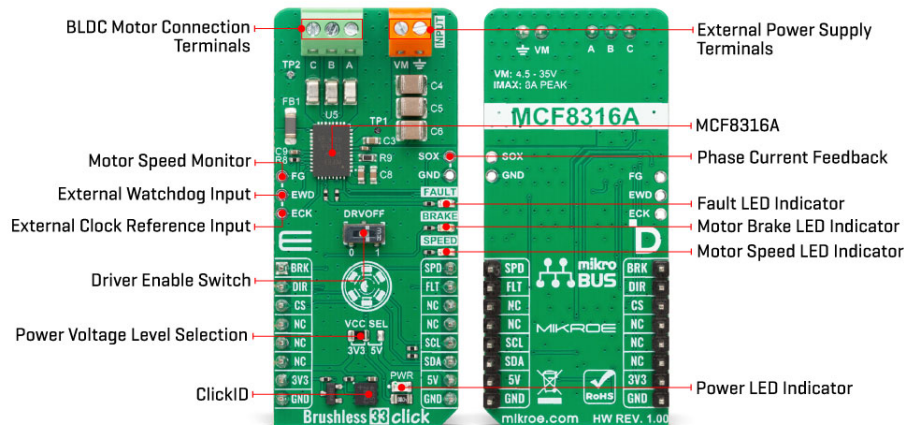 BLDC Motor Connection
Terminals
External Power Supply
Terminals
INPUT
TP2
C B A
VM
VM
A B C
C4
C5
C6
VM: 4.5 - 35V
IMAX: 8A PEAK
FB1
U5
TP1
C3
MCF8316A
MCF8316A
C9
R8
R9
C8
Motor Speed Monitor
FG
SOX
SOX
Phase Current Feedback
GND
GND
FG
External Watchdog Input
EWD
EWD
FAULT
Fault LED Indicator
External Clock Reference Input
ECK
ECK
DRVOFF
BRAKE
Motor Brake LED Indicator
0 1
SPEED
Motor Speed LED Indicator
D
Driver Enable Switch
BRK
DIR
CS
NC
NC
NC
3V3
GND
SPD
FLT
NC
NC
SCL
SDA
5V
GND
SPD
FLT
NC
NC
SCL
SDA
5V
GND
mikro
BUS
MIKROE
BRK
DIR
CS
NC
NC
NC
3V3
GND
Power Voltage Level Selection
VCC SEL
3V3 5V
ClickID
PWR
Power LED Indicator
RoHS
Brushless 33 click
mikroe.com HW REV. 1.00